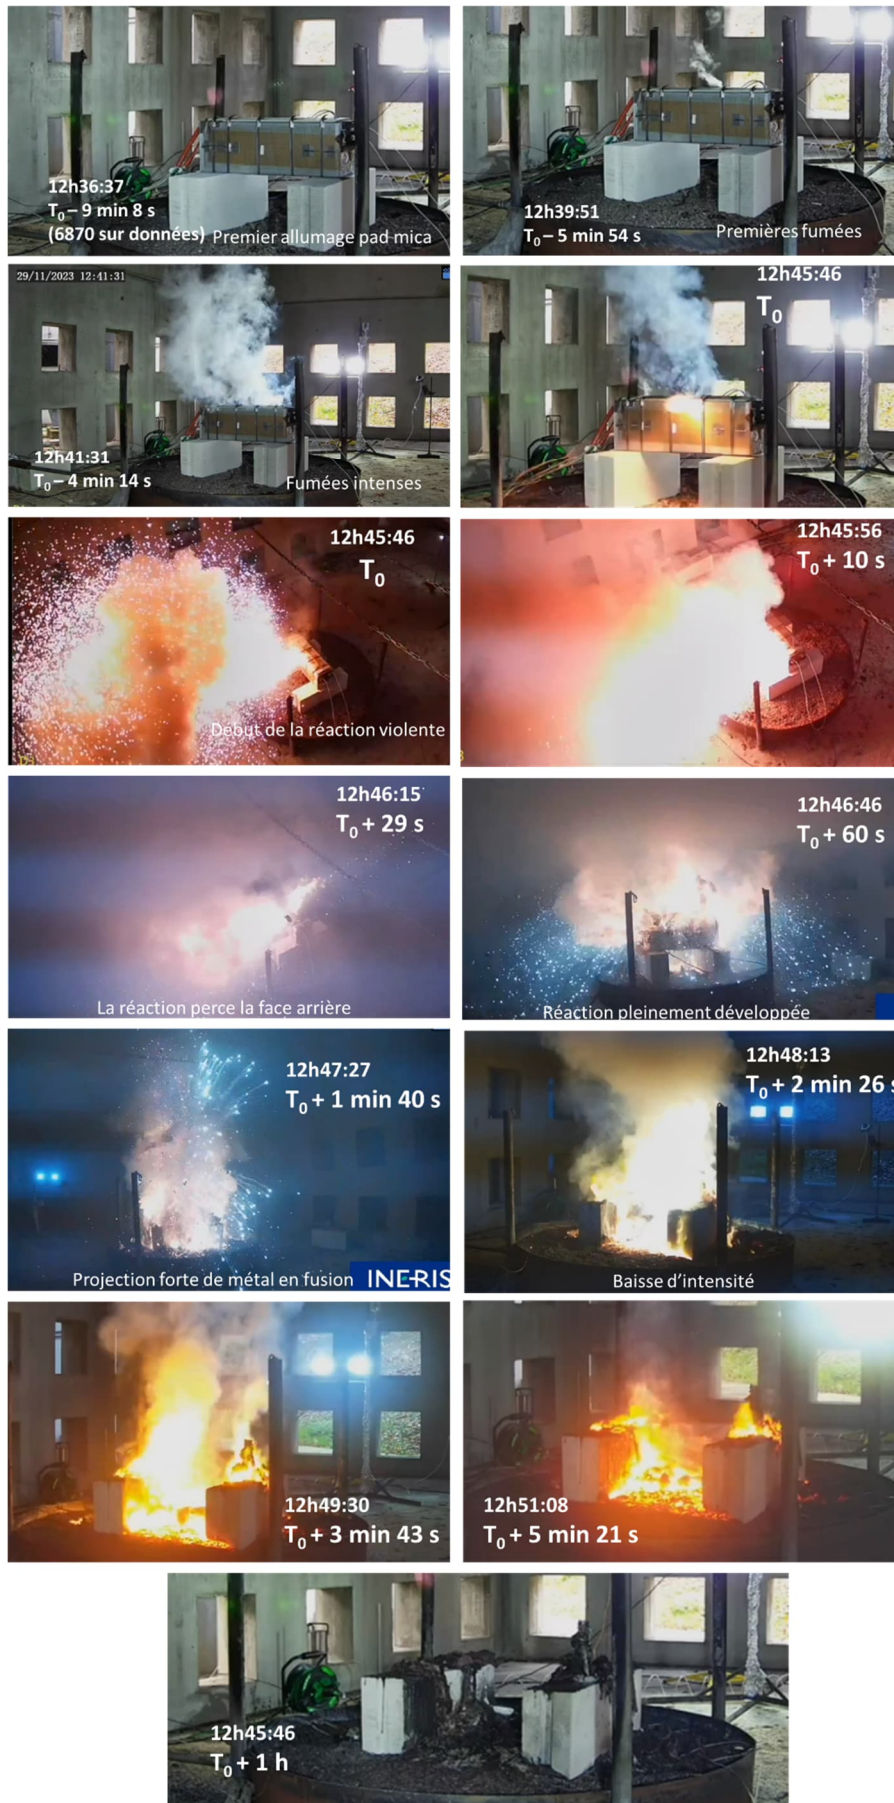 12h36:37
T₀ – 9 min 8 s
(6870 sur données) Premier allumage pad mica
12h39:51
T₀ – 5 min 54 s
Premières fumées
29/11/2023 12:41:31
12h41:31
T₀ – 4 min 14 s
Fumées intenses
12h45:46
T₀
12h45:46
T₀
Début de la réaction violente
12h45:56
T₀ + 10 s
12h46:15
T₀ + 29 s
La réaction perce la face arrière
12h46:46
T₀ + 60 s
Réaction pleinement développée
12h47:27
T₀ + 1 min 40 s
Projection forte de métal en fusion
INERIS
12h48:13
T₀ + 2 min 26 s
Baisse d'intensité
12h49:30
T₀ + 3 min 43 s
12h51:08
T₀ + 5 min 21 s
12h45:46
T₀ + 1 h